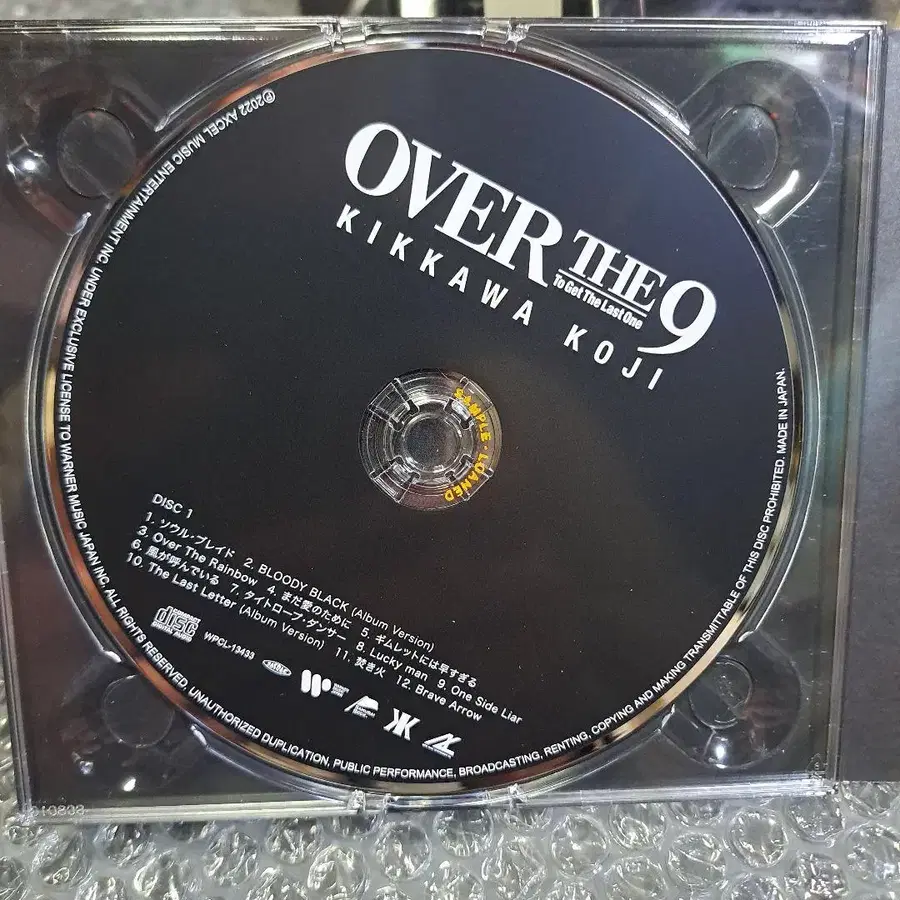 OVER THE 9
To Get The Last One
KIKKAWA KOJI
SAMPLE・LOANED
DISC 1
1. ソウル・ブレイド 2. BLOODY BLACK (Album Version)
3. Over The Rainbow 4. まだ愛のために 5. ギムレットには早すぎる
6. 風が呼んでいる 7. タイトロープ・ダンサー 8. Lucky man 9. One Side Liar
10. The Last Letter (Album Version) 11. 焚き火 12. Brave Arrow
COMPACT disc DIGITAL AUDIO
WPCL-13433
℗2022 AXCEL MUSIC ENTERTAINMENT INC. UNDER EXCLUSIVE LICENSE TO WARNER MUSIC JAPAN INC. ALL RIGHTS RESERVED, UNAUTHORIZED DUPLICATION, PUBLIC PERFORMANCE, BROADCASTING, RENTING, COPYING AND MAKING TRANSMITTABLE OF THIS DISC PROHIBITED. MADE IN JAPAN.